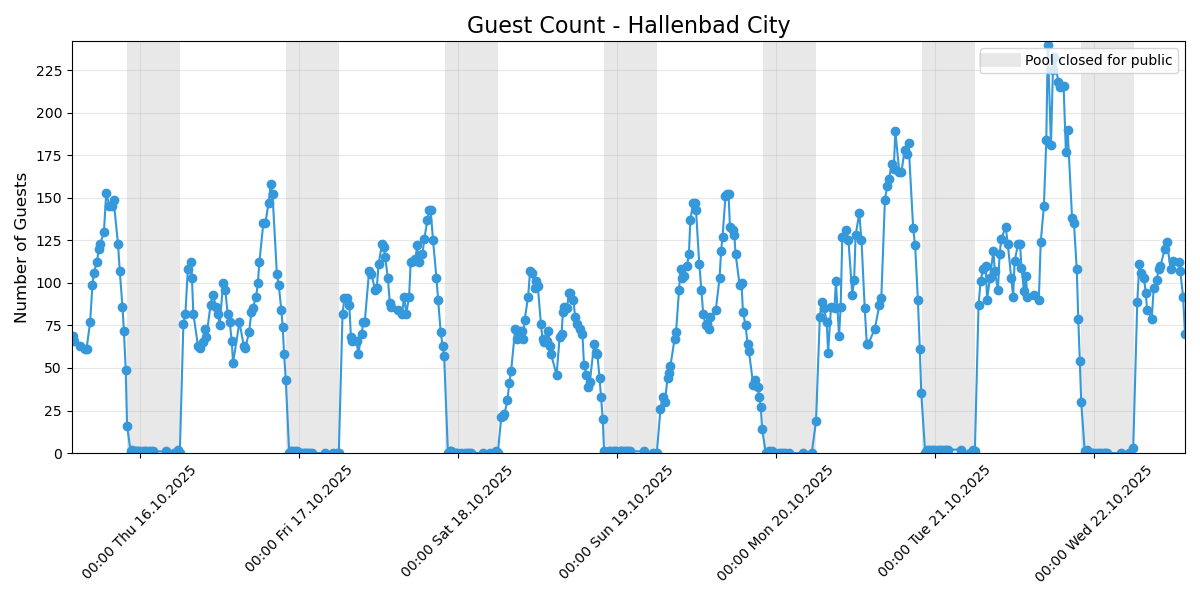 Guest Count - Hallenbad City
Pool closed for public
Number of Guests
225
200
175
150
125
100
75
50
25
0
00:00 Thu 16.10.2025
00:00 Fri 17.10.2025
00:00 Sat 18.10.2025
00:00 Sun 19.10.2025
00:00 Mon 20.10.2025
00:00 Tue 21.10.2025
00:00 Wed 22.10.2025